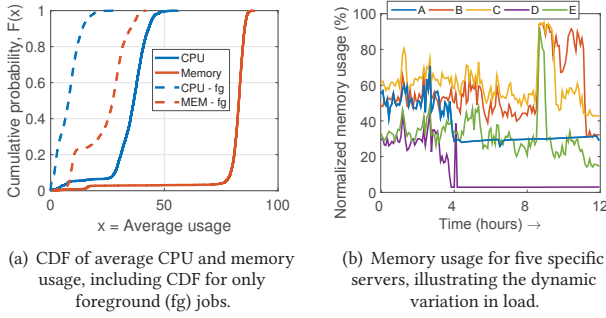 Cumulative probability, F(x)
1
0.8
0.6
0.4
0.2
0
CPU
Memory
CPU - fg
MEM - fg
0
50
100
x = Average usage
(a) CDF of average CPU and memory
usage, including CDF for only
foreground (fg) jobs.
A B C D E
Normalized memory usage (%)
100
80
60
40
20
0
0 4 8 12
Time (hours) →
(b) Memory usage for five specific
servers, illustrating the dynamic
variation in load.